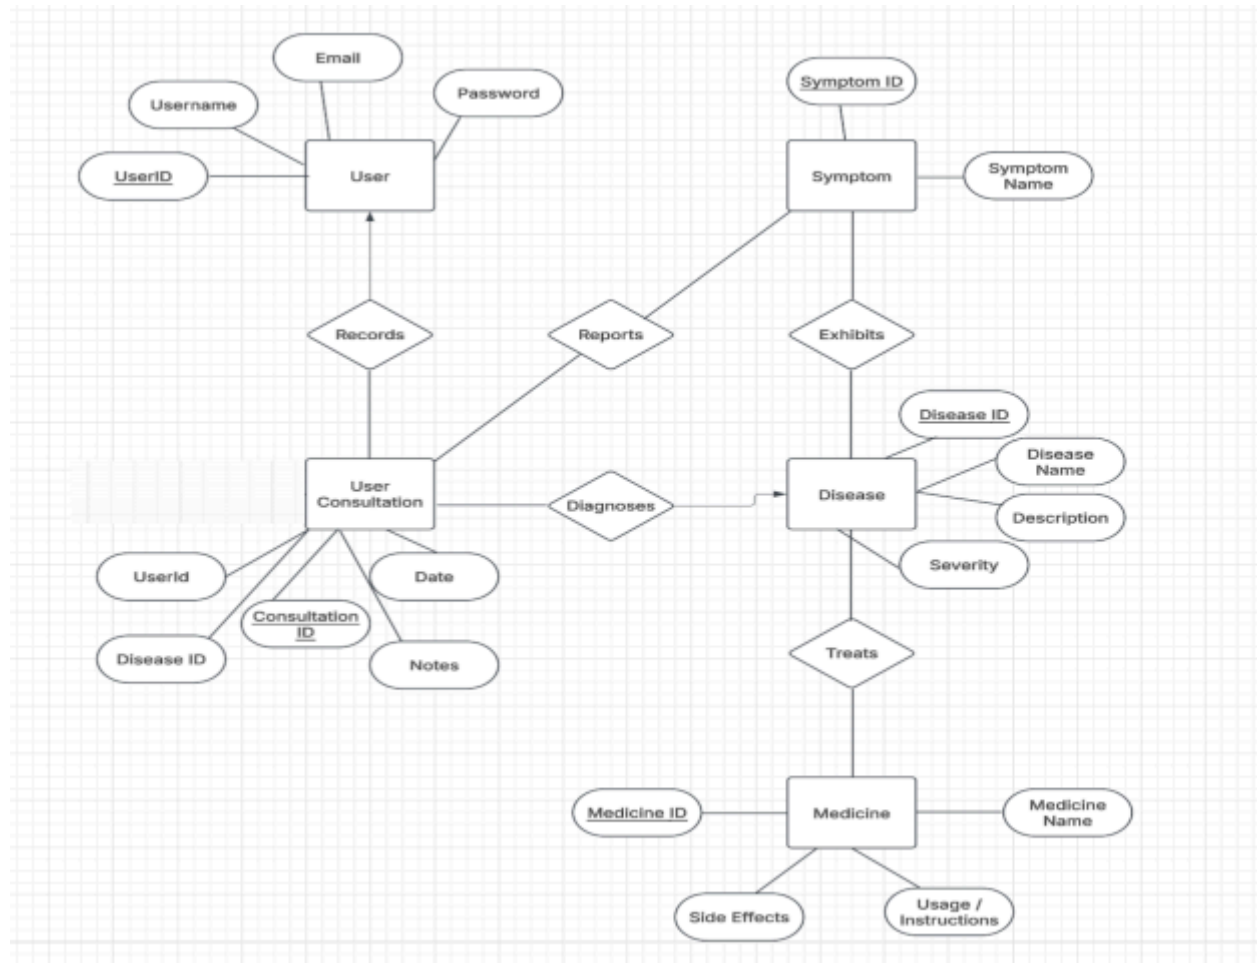 Email
Symptom ID
Password
Username
UserID
User
Symptom
Symptom
Name
Records
Reports
Exhibits
Disease ID
Disease
Name
User
Consultation
Diagnoses
Disease
Description
Severity
UserId
Date
Consultation
ID
Disease ID
Notes
Treats
Medicine ID
Medicine
Medicine
Name
Side Effects
Usage /
Instructions